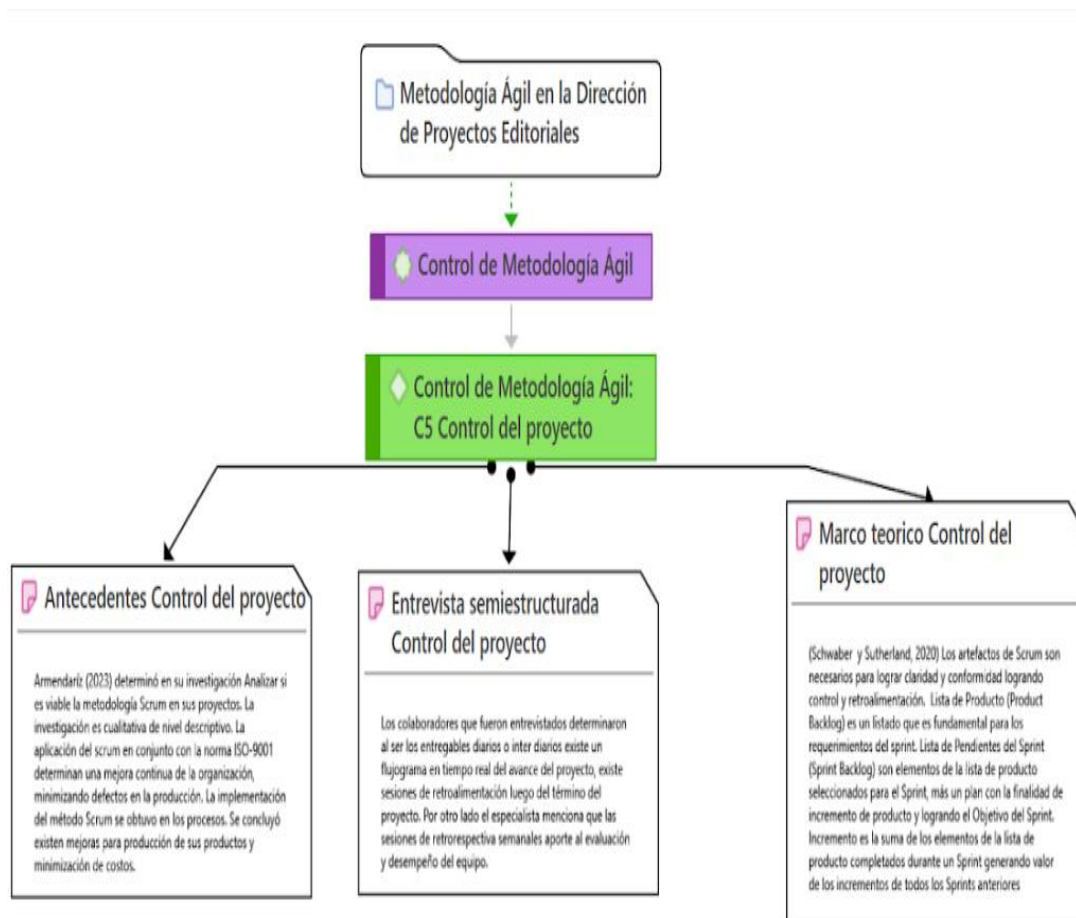 Metodología Ágil en la Dirección
de Proyectos Editoriales
Control de Metodología Ágil
Control de Metodología Ágil:
C5 Control del proyecto
Antecedentes Control del proyecto
Armendaríz (2023) determinó en su investigación Analizar si
es viable la metodología Scrum en sus proyectos. La
investigación es cualitativa de nivel descriptivo. La
aplicación del scrum en conjunto con la norma ISO-9001
determinan una mejora continua de la organización,
minimizando defectos en la producción. La implementación
del método Scrum se obtuvo en los procesos. Se concluyó
existen mejoras para producción de sus productos y
minimización de costos.
Entrevista semiestructurada
Control del proyecto
Los colaboradores que fueron entrevistados determinaron
al ser los entregables diarios o inter diarios existe un
flujograma en tiempo real del avance del proyecto, existe
sesiones de retroalimentación luego del término del
proyecto. Por otro lado el especialista menciona que las
sesiones de retrorespectiva semanales aporte al evaluación
y desempeño del equipo.
Marco teorico Control del
proyecto
(Schwaber y Sutherland, 2020) Los artefactos de Scrum son
necesarios para lograr claridad y conformidad logrando
control y retroalimentación. Lista de Producto (Product
Backlog) es un listado que es fundamental para los
requerimientos del sprint. Lista de Pendientes del Sprint
(Sprint Backlog) son elementos de la lista de producto
seleccionados para el Sprint, más un plan con la finalidad de
incremento de producto y logrando el Objetivo del Sprint.
Incremento es la suma de los elementos de la lista de
producto completados durante un Sprint generando valor
de los incrementos de todos los Sprints anteriores